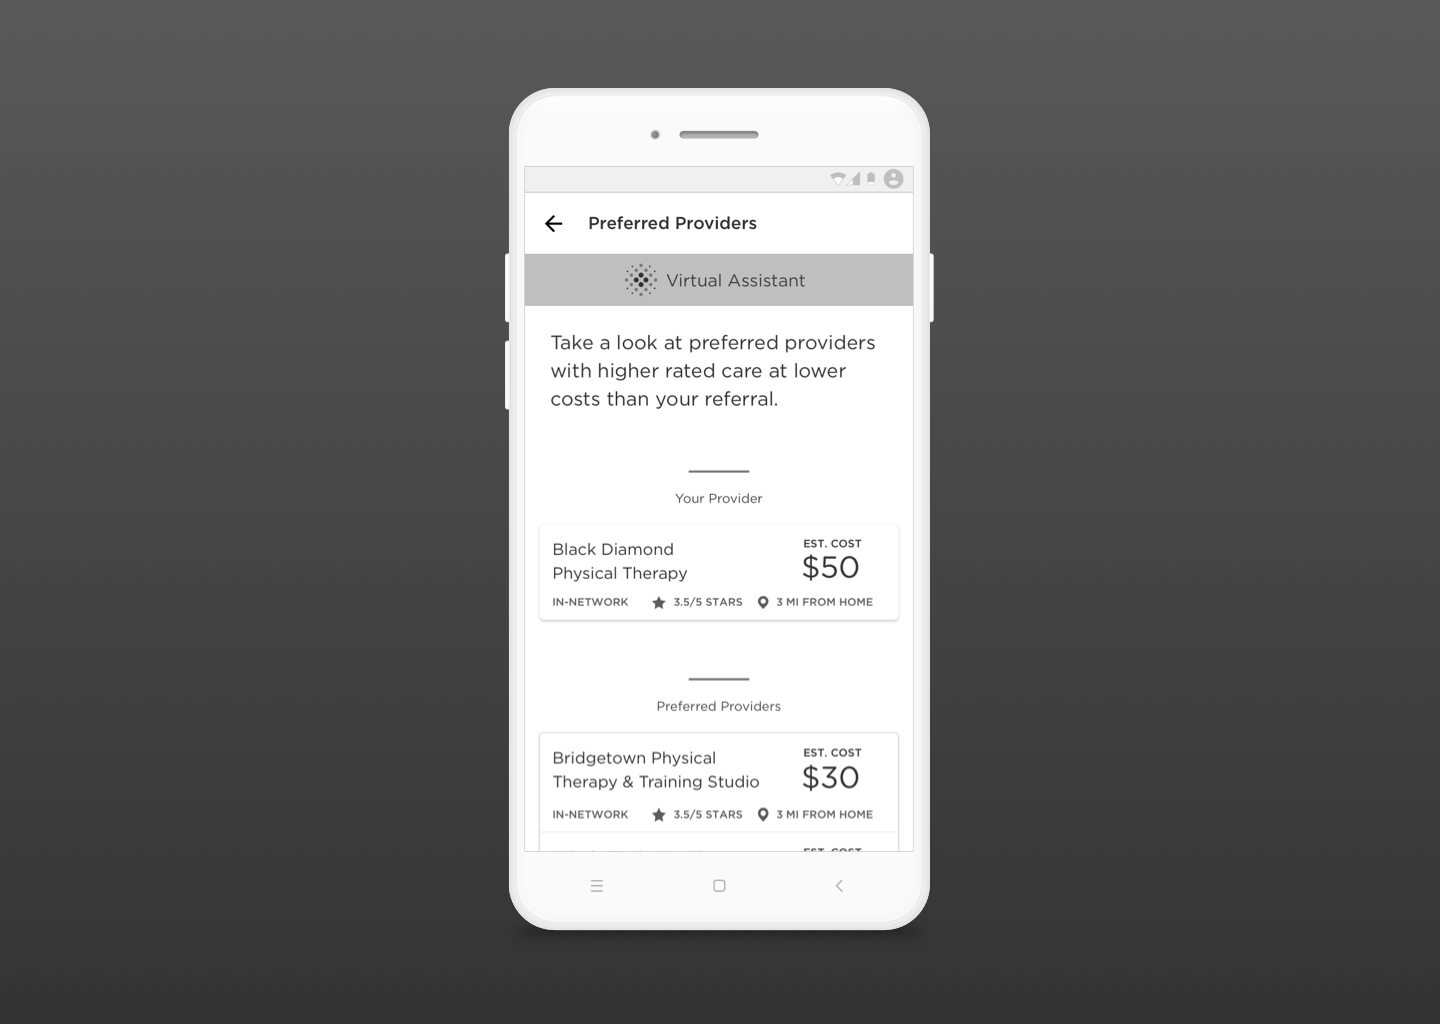 Preferred Providers
Virtual Assistant
Take a look at preferred providers
with higher rated care at lower
costs than your referral.
Your Provider
Black Diamond
Physical Therapy
EST. COST
$50
IN-NETWORK 3.5/5 STARS 3 MI FROM HOME
Preferred Providers
Bridgetown Physical
Therapy & Training Studio
EST. COST
$30
IN-NETWORK 3.5/5 STARS 3 MI FROM HOME
EST. COST